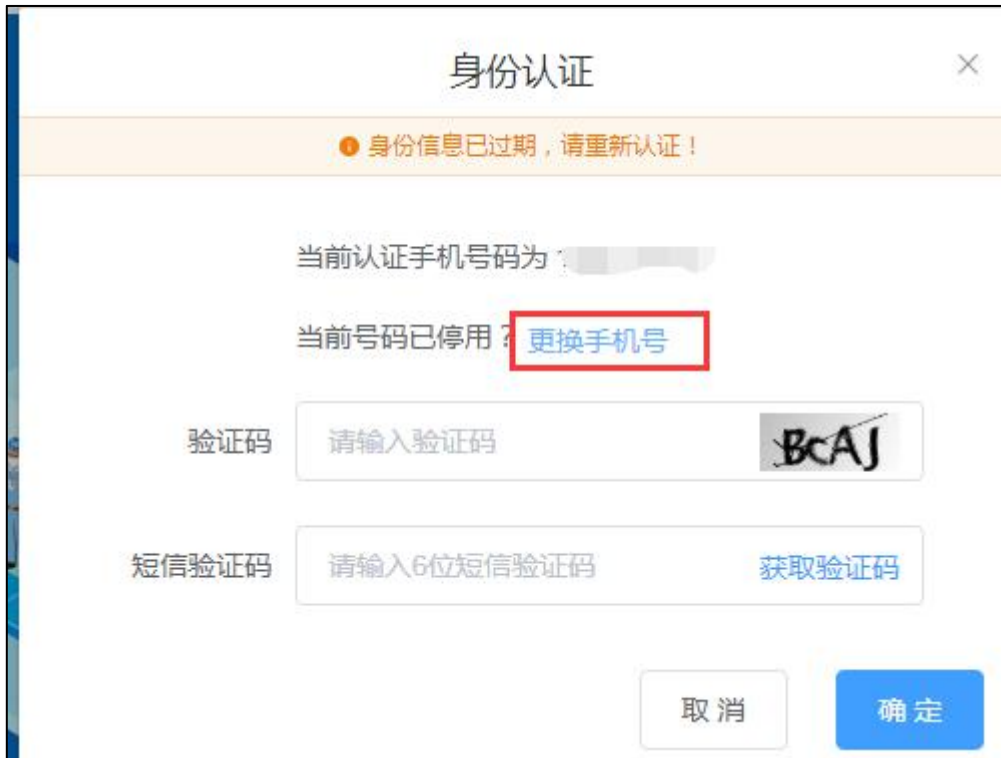 身份认证
身份信息已过期，请重新认证！
当前认证手机号码为
当前号码已停用？更换手机号
验证码 请输入验证码 BcAJ
短信验证码 请输入6位短信验证码 获取验证码
取消 确定